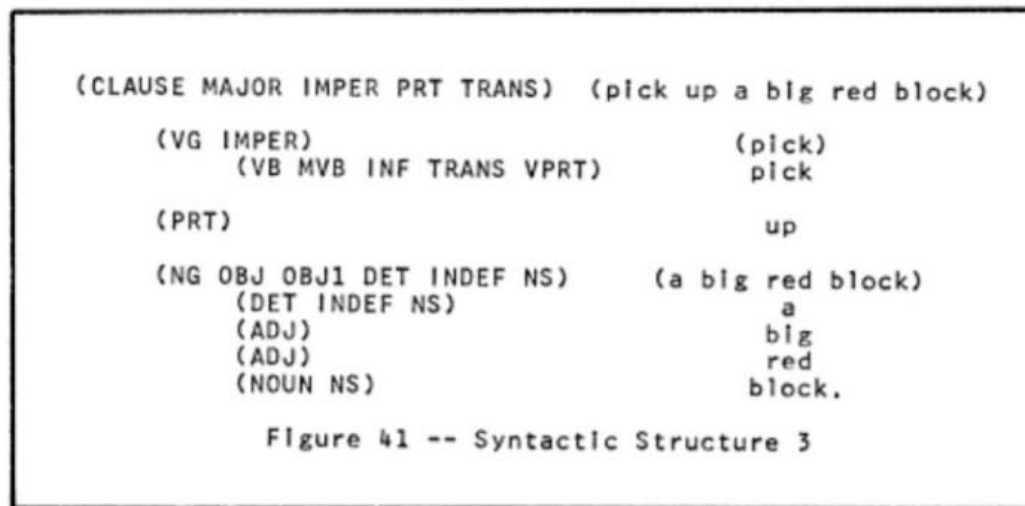 (CLAUSE MAJOR IMPER PRT TRANS) (pick up a big red block)
(VG IMPER) (pick)
(VB MVB INF TRANS VPRT) pick
(PRT) up
(NG OBJ OBJ1 DET INDEF NS) (a big red block)
(DET INDEF NS) a
(ADJ) big
(ADJ) red
(NOUN NS) block.
Figure 41 -- Syntactic Structure 3